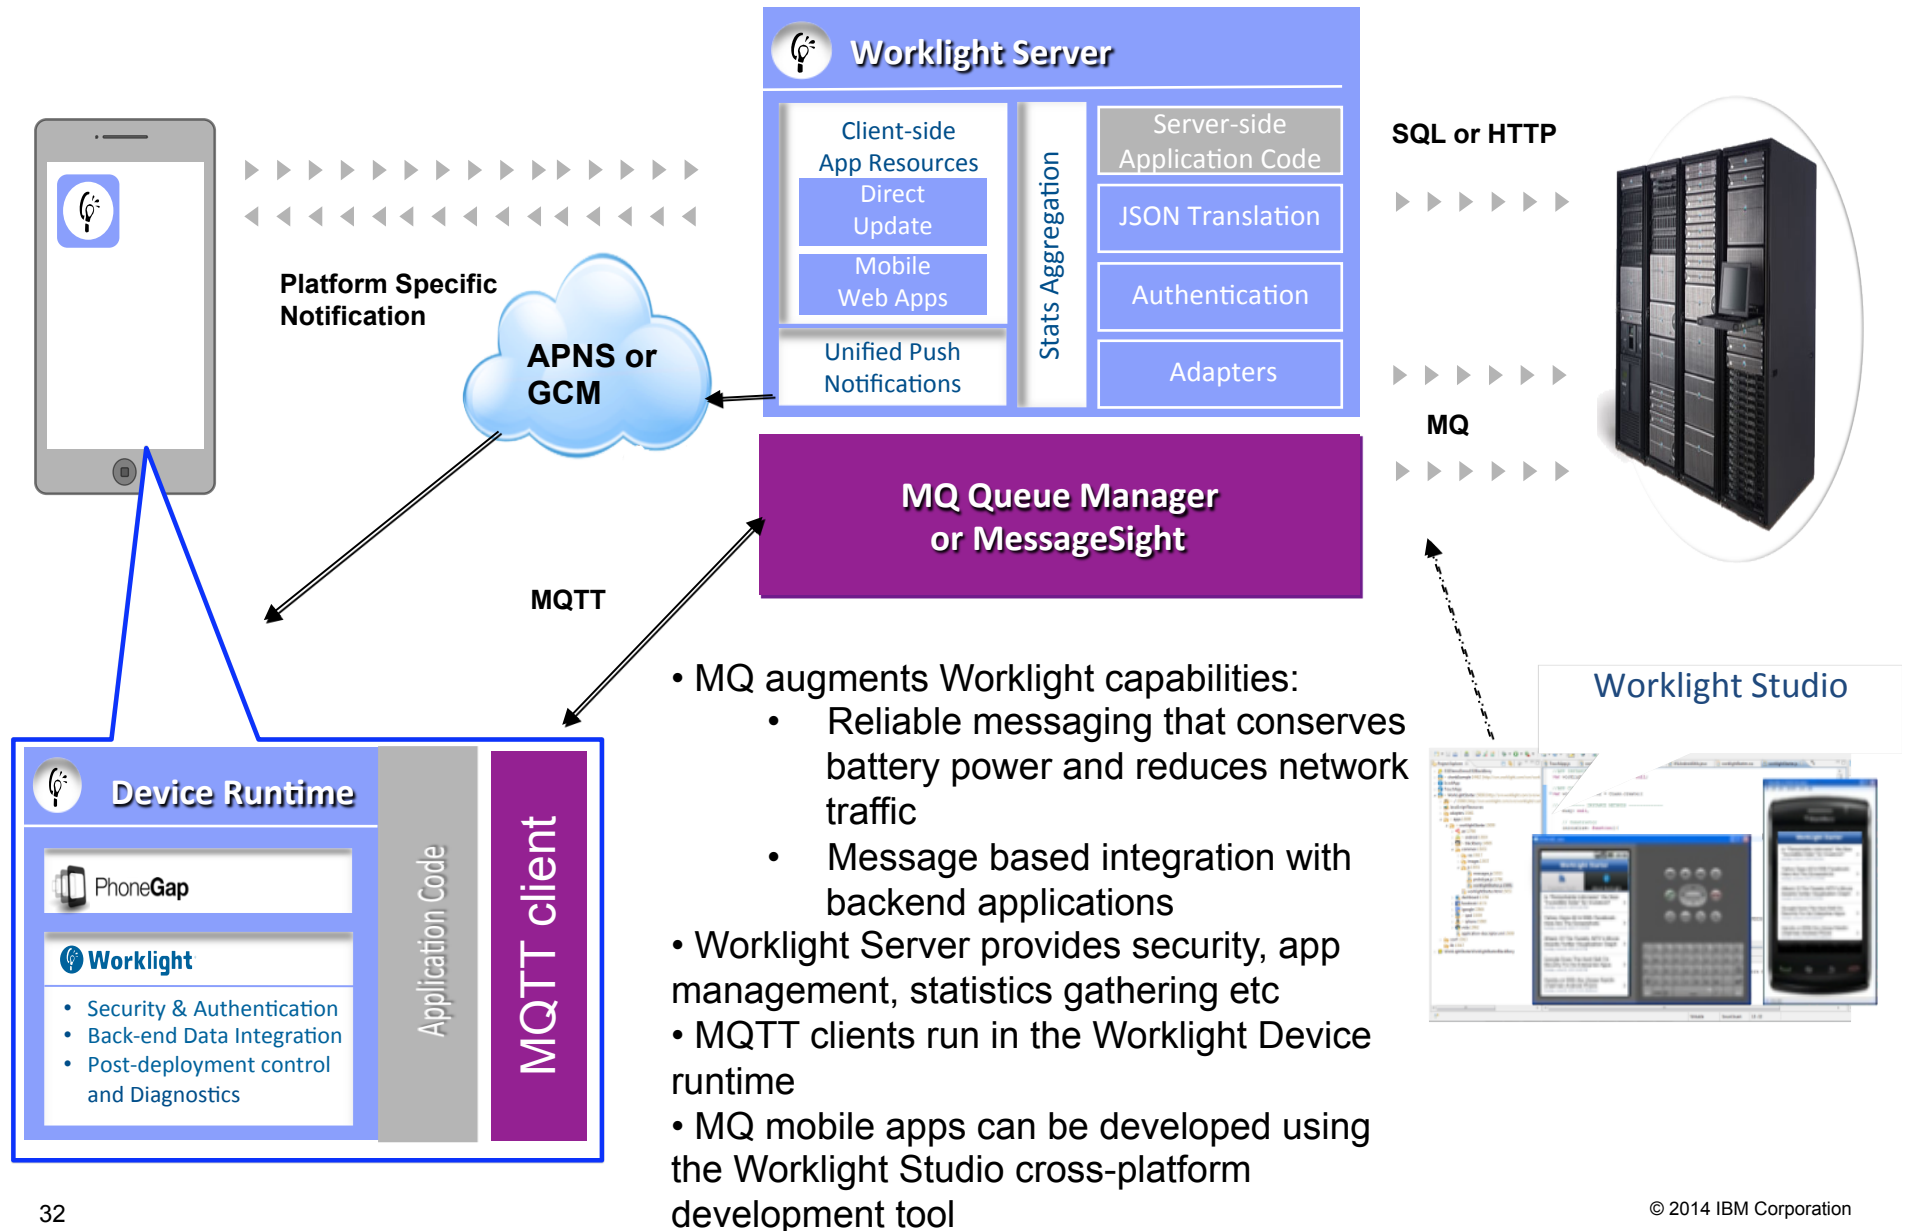 Worklight Server
Client-side
App Resources
Direct
Update
Mobile
Web Apps
Unified Push
Notifications
Stats Aggregation
Server-side
Application Code
JSON Translation
Authentication
Adapters
SQL or HTTP
MQ
Platform Specific
Notification
APNS or
GCM
MQ Queue Manager
or MessageSight
MQTT
Device Runtime
PhoneGap
Worklight
• Security & Authentication
• Back-end Data Integration
• Post-deployment control
and Diagnostics
Application Code
MQTT client
• MQ augments Worklight capabilities:
• Reliable messaging that conserves
battery power and reduces network
traffic
• Message based integration with
backend applications
• Worklight Server provides security, app
management, statistics gathering etc
• MQTT clients run in the Worklight Device
runtime
• MQ mobile apps can be developed using
the Worklight Studio cross-platform
development tool
Worklight Studio
32
© 2014 IBM Corporation